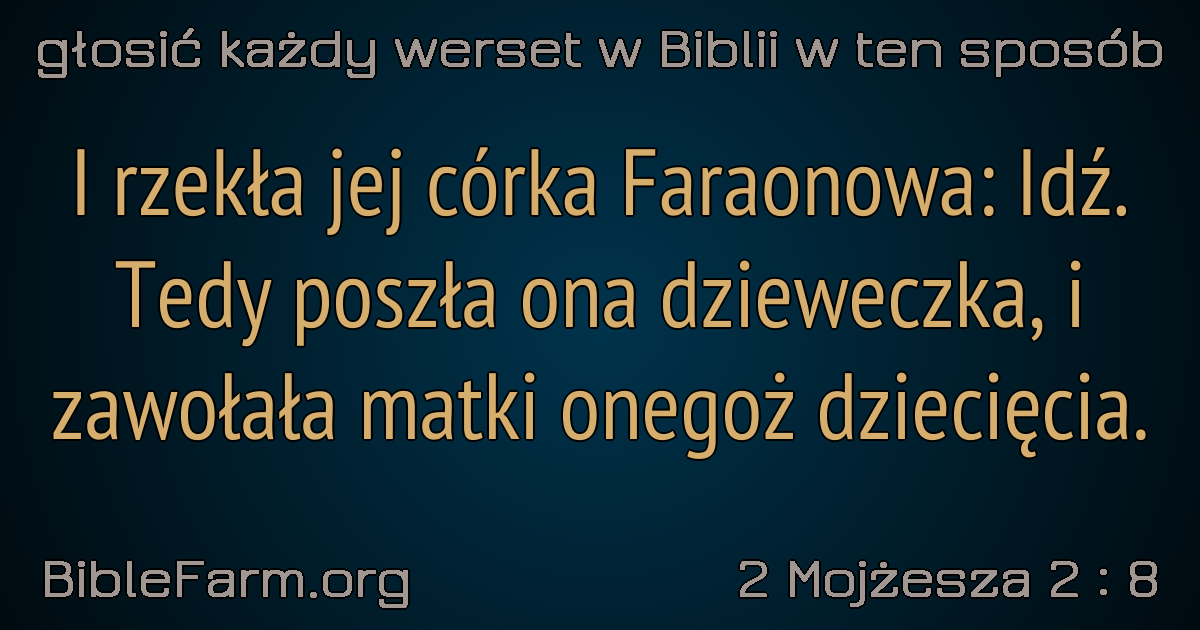 głosić każdy werset w Biblii w ten sposób
I rzekła jej córka Faraonowa: Idź.
Tedy poszła ona dzieweczka, i
zawołała matki onegoż dziecięcia.
BibleFarm.org
2 Mojżesza 2 : 8